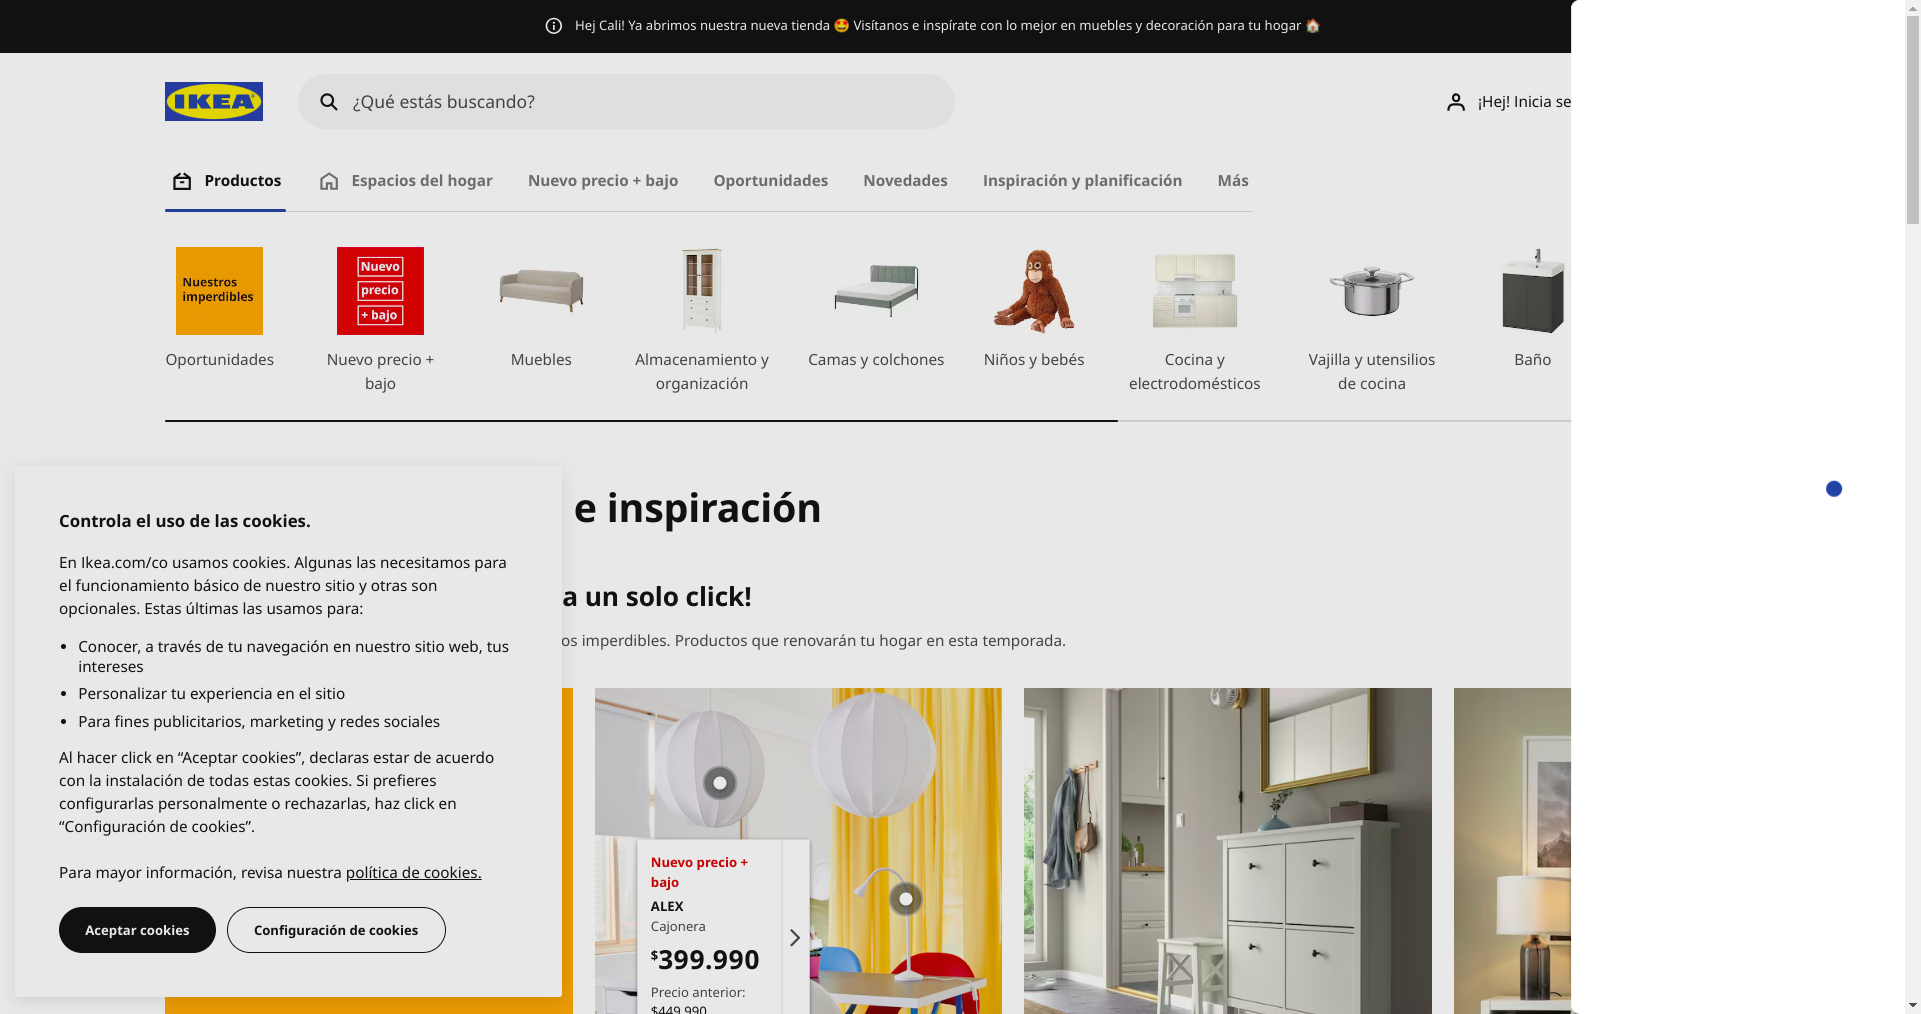 Hej Cali! Ya abrimos nuestra nueva tienda 🤩 Visítanos e inspírate con lo mejor en muebles y decoración para tu hogar 🏠
IKEA
¿Qué estás buscando?
¡Hej! Inicia se
Productos
Espacios del hogar
Nuevo precio + bajo
Oportunidades
Novedades
Inspiración y planificación
Más
Nuestros
imperdibles
Nuevo
precio
+ bajo
Oportunidades
Nuevo precio +
bajo
Muebles
Almacenamiento y
organización
Camas y colchones
Niños y bebés
Cocina y
electrodomésticos
Vajilla y utensilios
de cocina
Baño
e inspiración
a un solo click!
os imperdibles. Productos que renovarán tu hogar en esta temporada.
Controla el uso de las cookies.
En Ikea.com/co usamos cookies. Algunas las necesitamos para
el funcionamiento básico de nuestro sitio y otras son
opcionales. Estas últimas las usamos para:
• Conocer, a través de tu navegación en nuestro sitio web, tus
intereses
• Personalizar tu experiencia en el sitio
• Para fines publicitarios, marketing y redes sociales
Al hacer click en “Aceptar cookies”, declaras estar de acuerdo
con la instalación de todas estas cookies. Si prefieres
configurarlas personalmente o rechazarlas, haz click en
“Configuración de cookies”.
Para mayor información, revisa nuestra política de cookies.
Aceptar cookies
Configuración de cookies
Nuevo precio +
bajo
ALEX
Cajonera
$399.990
Precio anterior:
$449.990